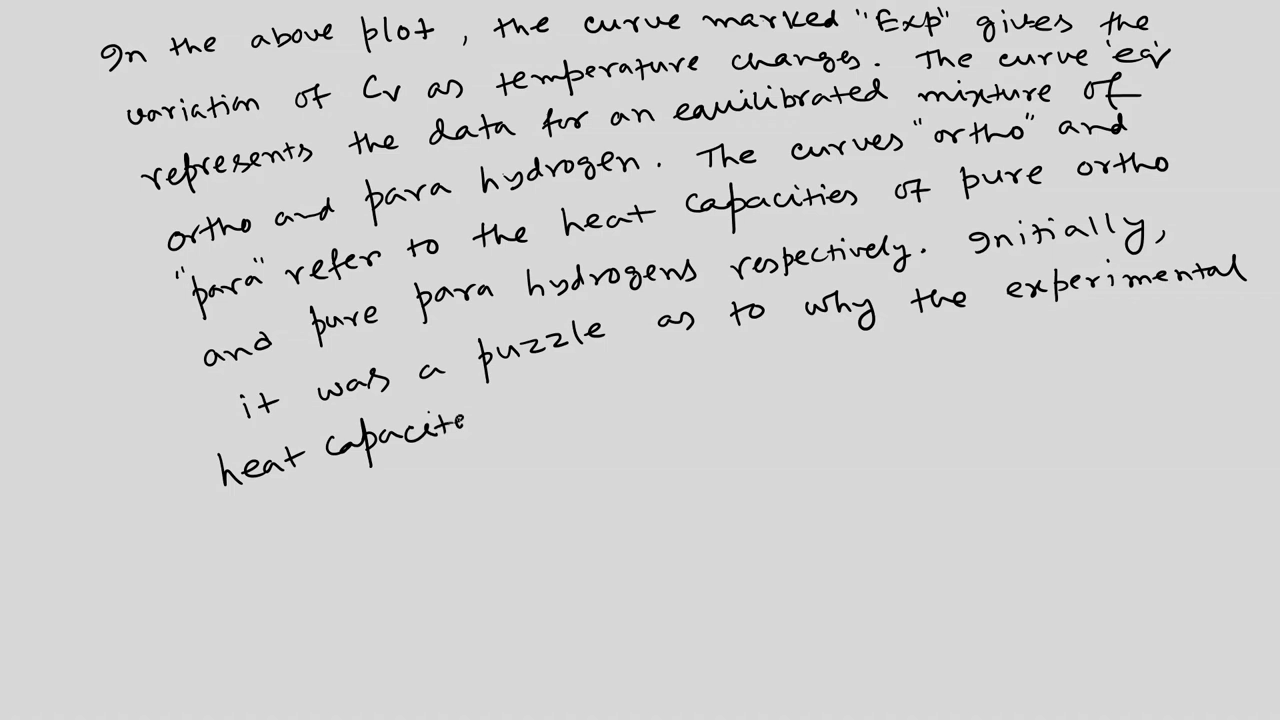 In the above plot, the curve marked "Exp" gives the
variation of Cv as temperature changes. The curve 'eq'
represents the data for an equilibrated mixture of
ortho and para hydrogen. The curves "ortho" and
"para" refer to the heat capacities of pure ortho
and pure para hydrogens respectively. Initially,
it was a puzzle as to why the experimental
heat capacite